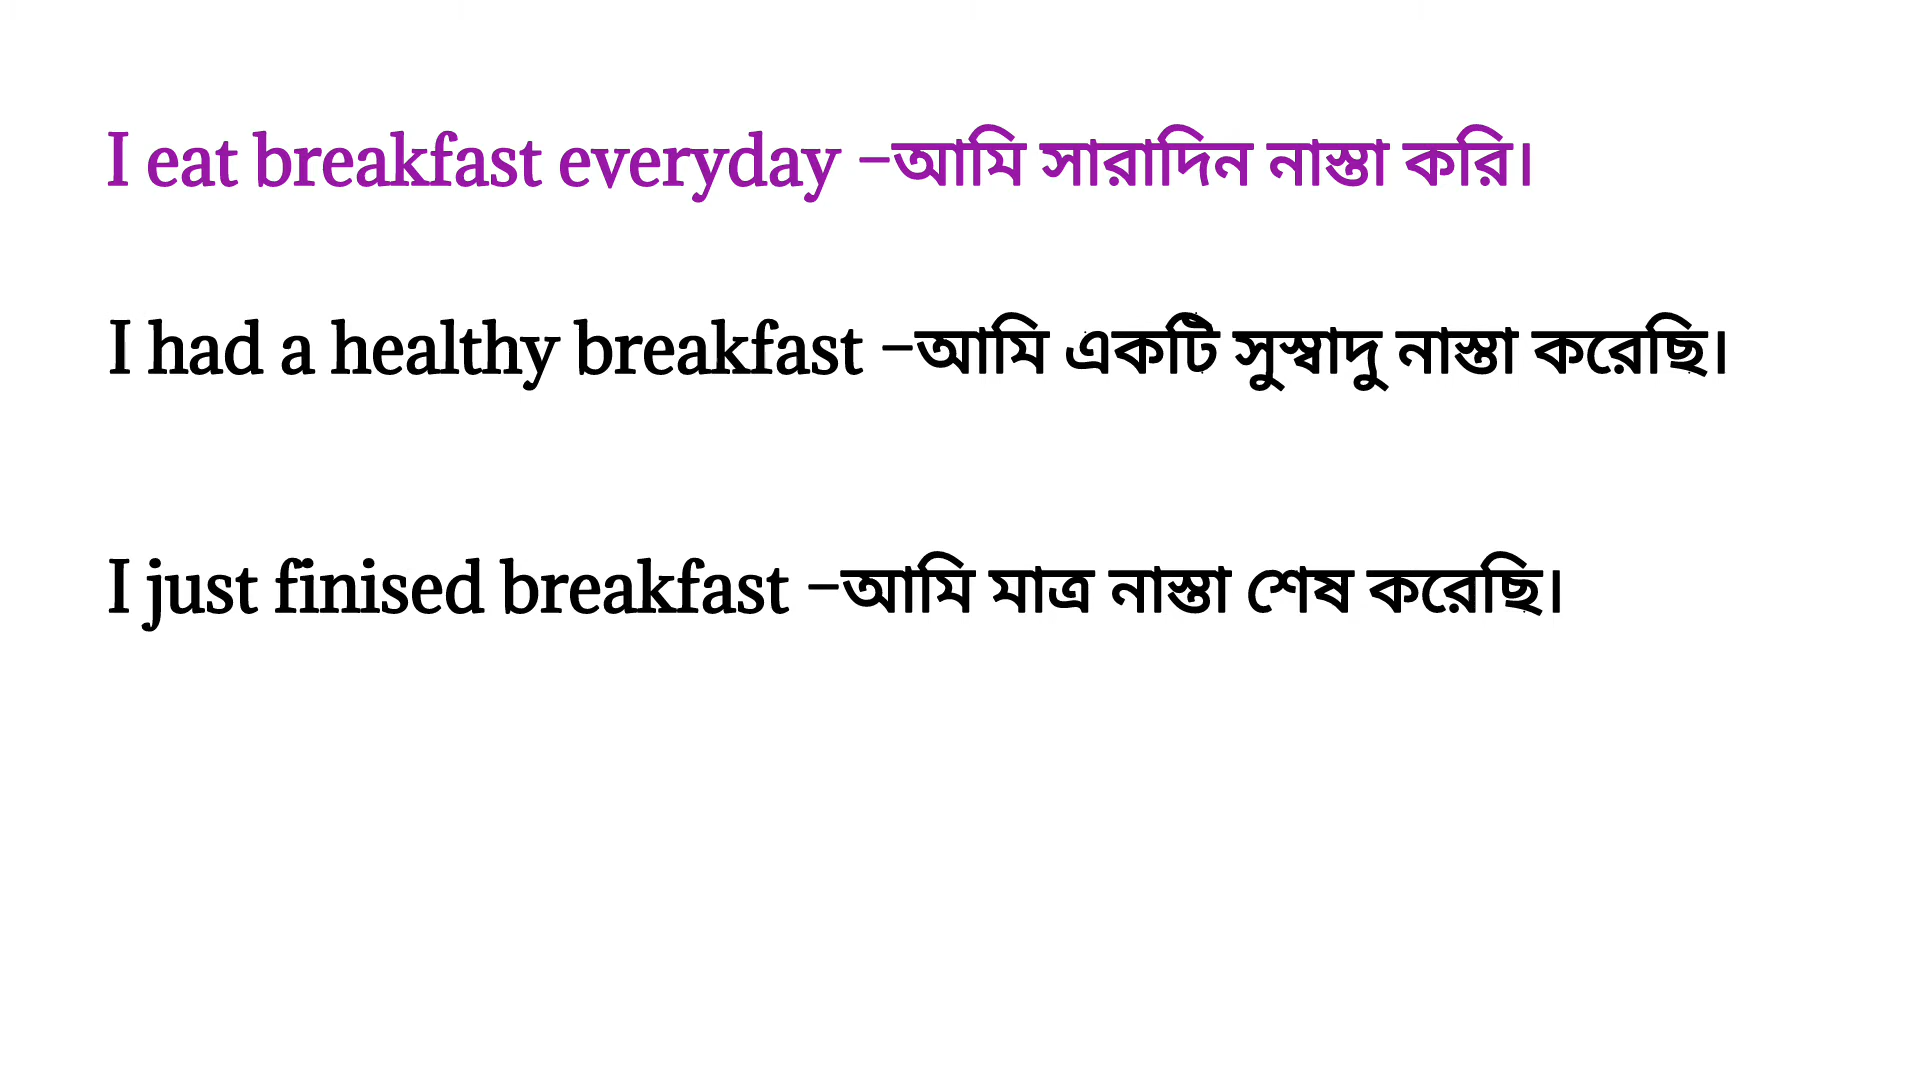 I eat breakfast everyday -আমি সারাদিন নাস্তা করি।
I had a healthy breakfast -আমি একটি সুস্বাদু নাস্তা করেছি।
I just finised breakfast -আমি মাত্র নাস্তা শেষ করেছি।